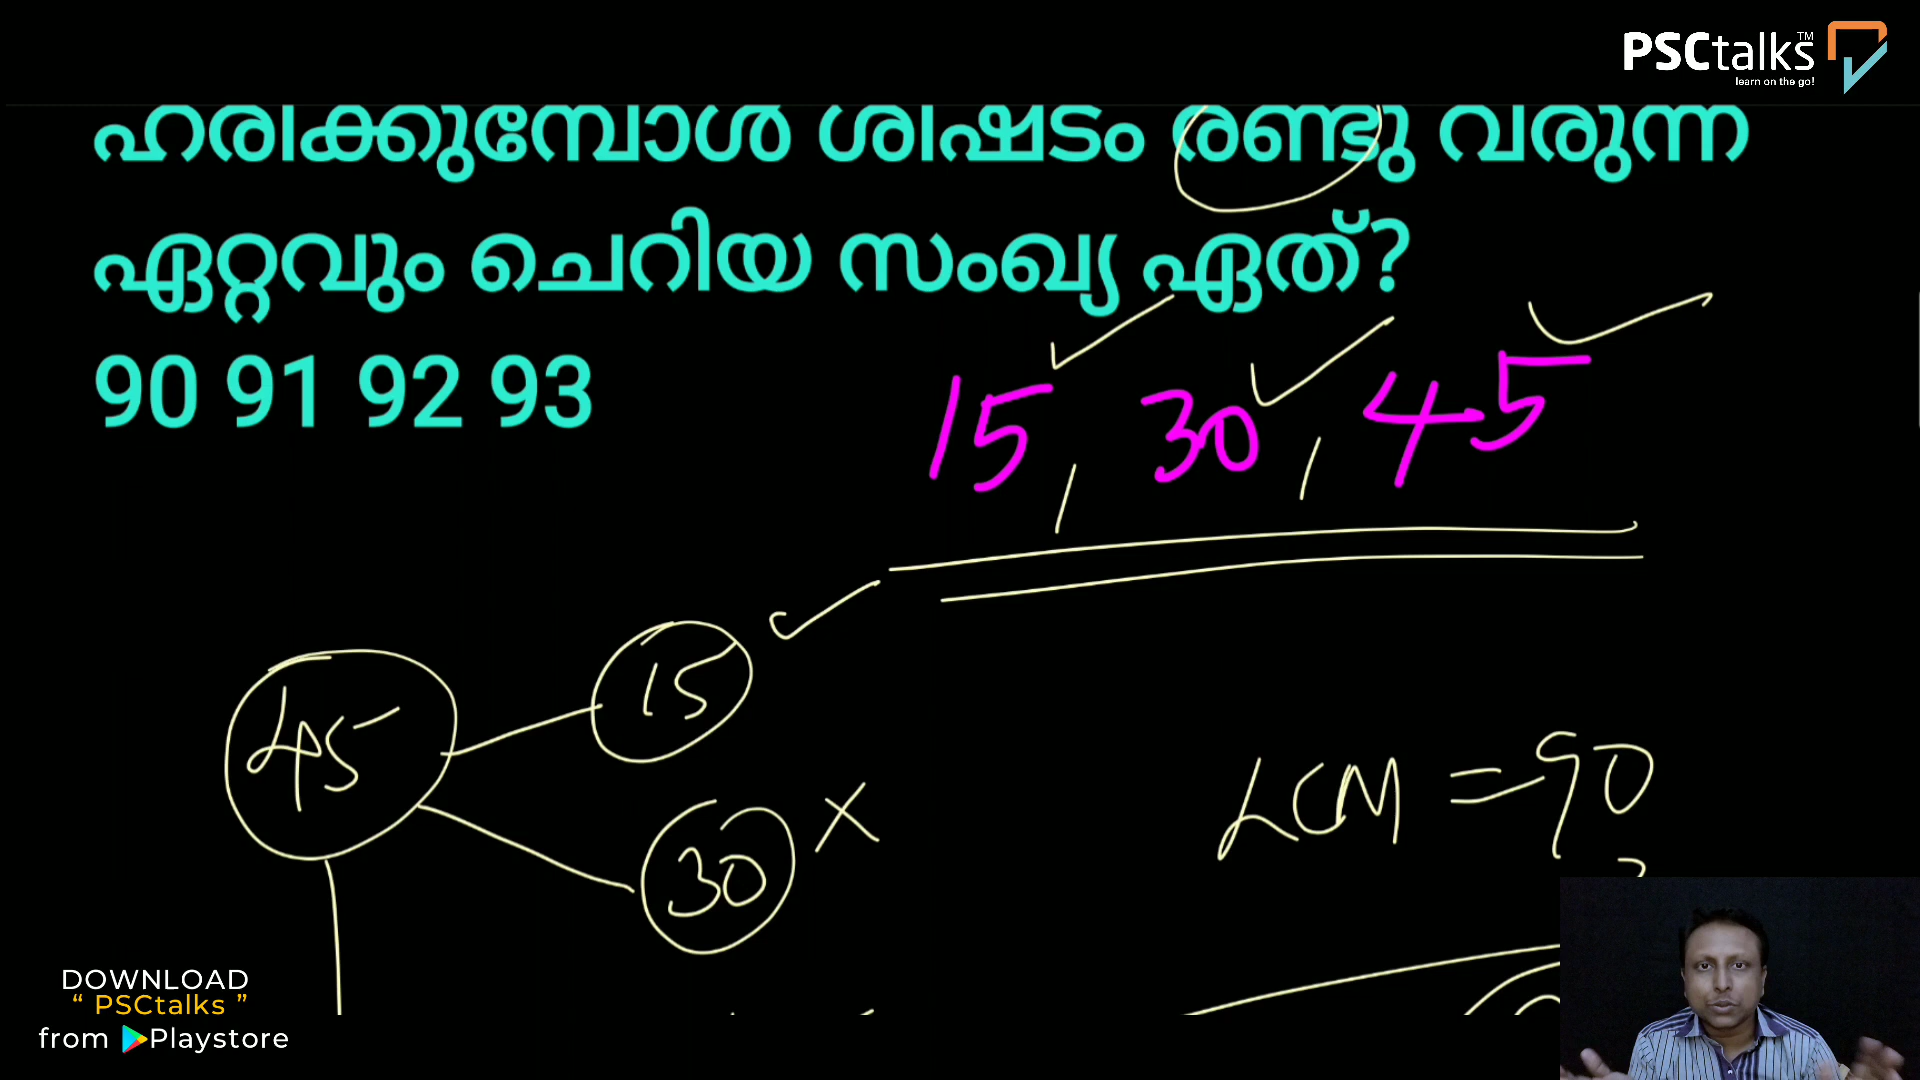 PSCtalks™
learn on the go!
ഹരിക്കുമ്പോൾ ശിഷ്ടം രണ്ടു വരുന്ന
ഏറ്റവും ചെറിയ സംഖ്യ ഏത്?
90 91 92 93
15, 30, 45
45
15
30 X
LCM = 90
DOWNLOAD
“ PSCtalks ”
from Playstore